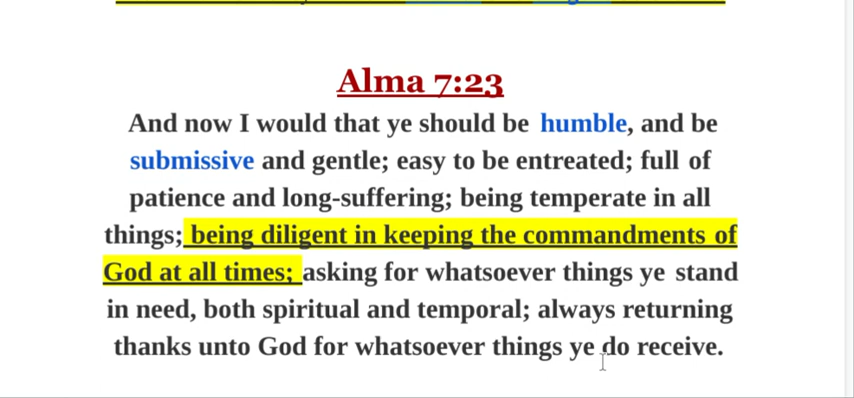 Alma 7:23
And now I would that ye should be humble, and be
submissive and gentle; easy to be entreated; full of
patience and long-suffering; being temperate in all
things; being diligent in keeping the commandments of
God at all times; asking for whatsoever things ye stand
in need, both spiritual and temporal; always returning
thanks unto God for whatsoever things ye do receive.